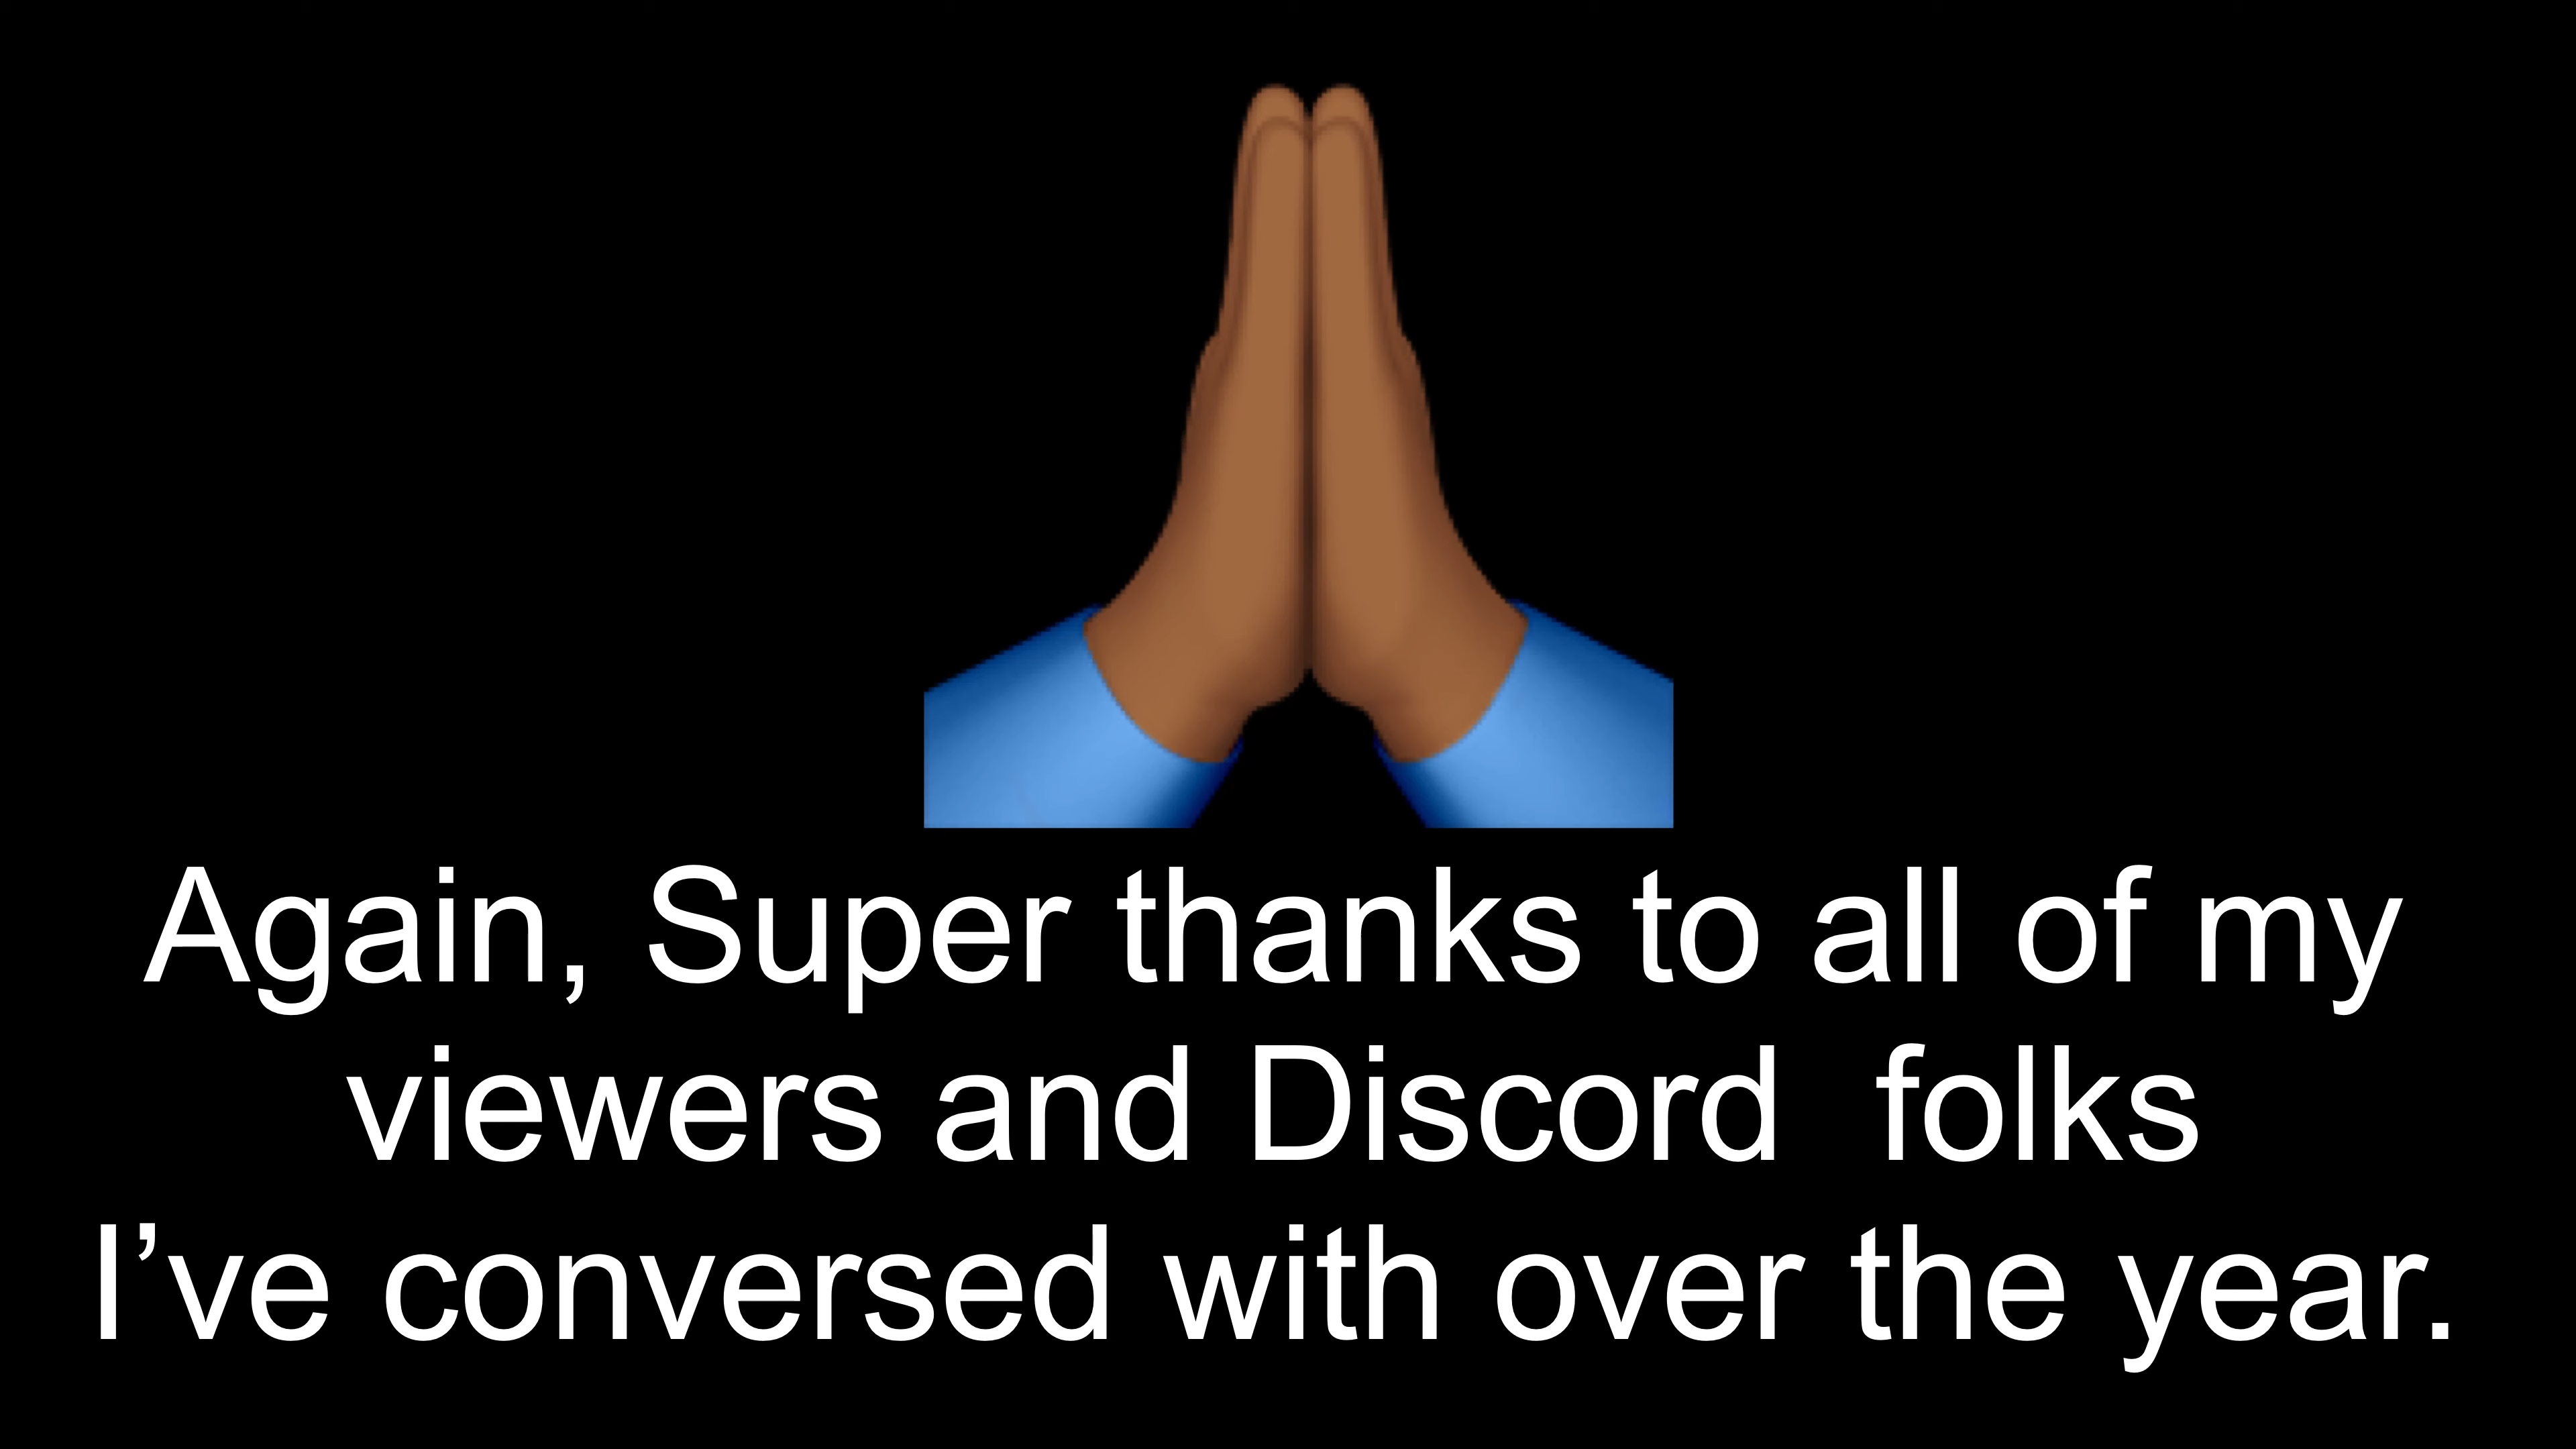 Again, Super thanks to all of my
viewers and Discord  folks
I’ve conversed with over the year.